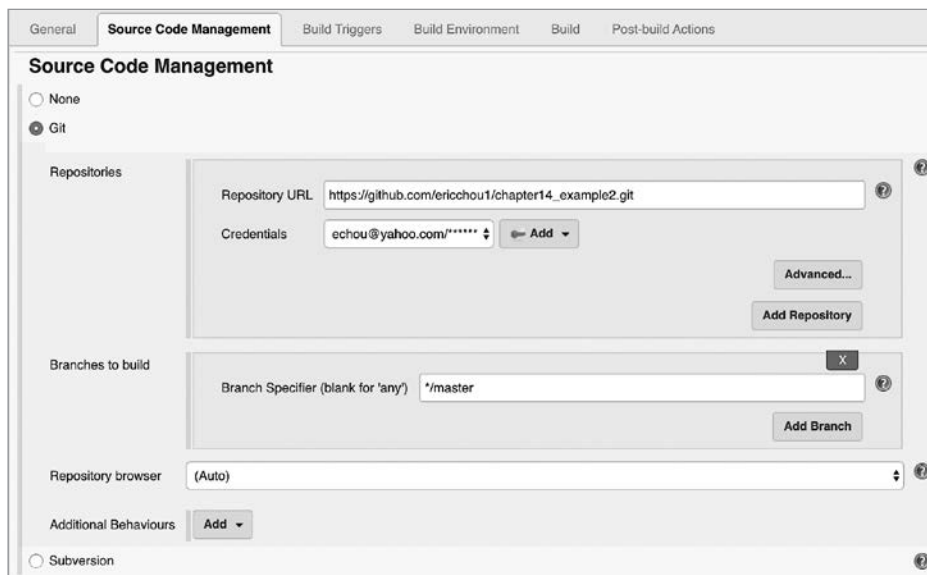 General Source Code Management Build Triggers Build Environment Build Post-build Actions
Source Code Management
None
Git
Repositories
Repository URL https://github.com/ericchou1/chapter14_example2.git
Credentials echou@yahoo.com/****** Add
Advanced...
Add Repository
Branches to build
X
Branch Specifier (blank for 'any') */master
Add Branch
Repository browser (Auto)
Additional Behaviours Add
Subversion